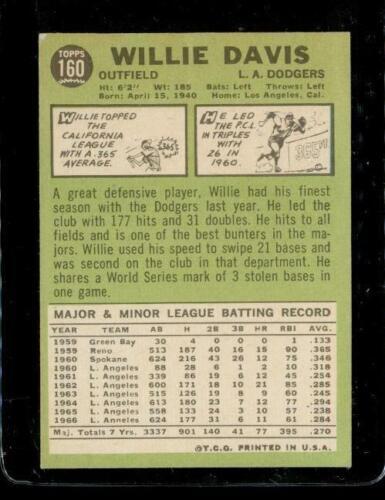 TOPPS
160
WILLIE DAVIS
OUTFIELD L. A. DODGERS
Ht: 6'2" Wt: 185 Bats: Left Throws: Left
Born: April 15, 1940 Home: Los Angeles, Cal.
WILLIE TOPPED
THE
CALIFORNIA
LEAGUE
WITH A .365
AVERAGE.
.365
HE LED
THE P.C.L.
IN TRIPLES
WITH
26 IN
1960.
385 FT
A great defensive player, Willie had his finest
season with the Dodgers last year. He led the
club with 177 hits and 31 doubles. He hits to all
fields and is one of the best bunters in the ma-
jors. Willie used his speed to swipe 21 bases and
was second on the club in that department. He
shares a World Series mark of 3 stolen bases in
one game.
MAJOR & MINOR LEAGUE BATTING RECORD
YEAR TEAM AB H 2B 3B HR RBI AVG.
1959 Green Bay 30 4 0 0 0 1 .133
1959 Reno 513 187 40 16 15 90 .365
1960 Spokane 624 216 43 26 12 75 .346
1960 L. Angeles 88 28 6 1 2 10 .318
1961 L. Angeles 339 86 19 6 12 45 .254
1962 L. Angeles 600 171 18 10 21 85 .285
1963 L. Angeles 515 126 19 8 9 60 .245
1964 L. Angeles 613 180 23 7 12 77 .294
1965 L. Angeles 558 133 24 3 10 57 .238
1966 L. Angeles 624 177 31 6 11 61 .284
Maj. Totals 7 Yrs. 3337 901 140 41 77 395 .270
©T.C.G. PRINTED IN U.S.A.